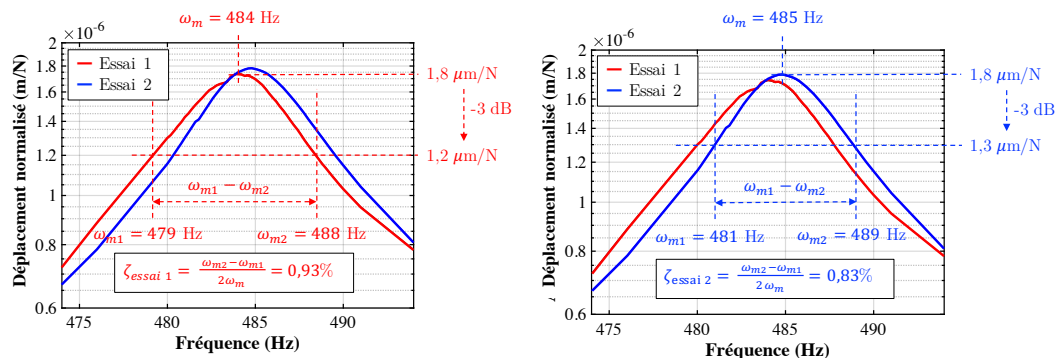 ω_m = 484 Hz
×10⁻⁶
Déplacement normalisé (m/N)
2
1.8
1.6
1.4
1.2
1
0.8
0.6
Essai 1
Essai 2
1,8 μm/N
-3 dB
1,2 μm/N
ω_m1 − ω_m2
ω_m1 = 479 Hz
ω_m2 = 488 Hz
ζ_essai 1 = (ω_m2−ω_m1)/(2ω_m) = 0,93%
475
480
485
490
Fréquence (Hz)
ω_m = 485 Hz
×10⁻⁶
Déplacement normalisé (m/N)
2
1.8
1.6
1.4
1.2
1
0.8
0.6
Essai 1
Essai 2
1,8 μm/N
-3 dB
1,3 μm/N
ω_m1 − ω_m2
ω_m1 = 481 Hz
ω_m2 = 489 Hz
ζ_essai 2 = (ω_m2−ω_m1)/(2 ω_m) = 0,83%
475
480
485
490
Fréquence (Hz)